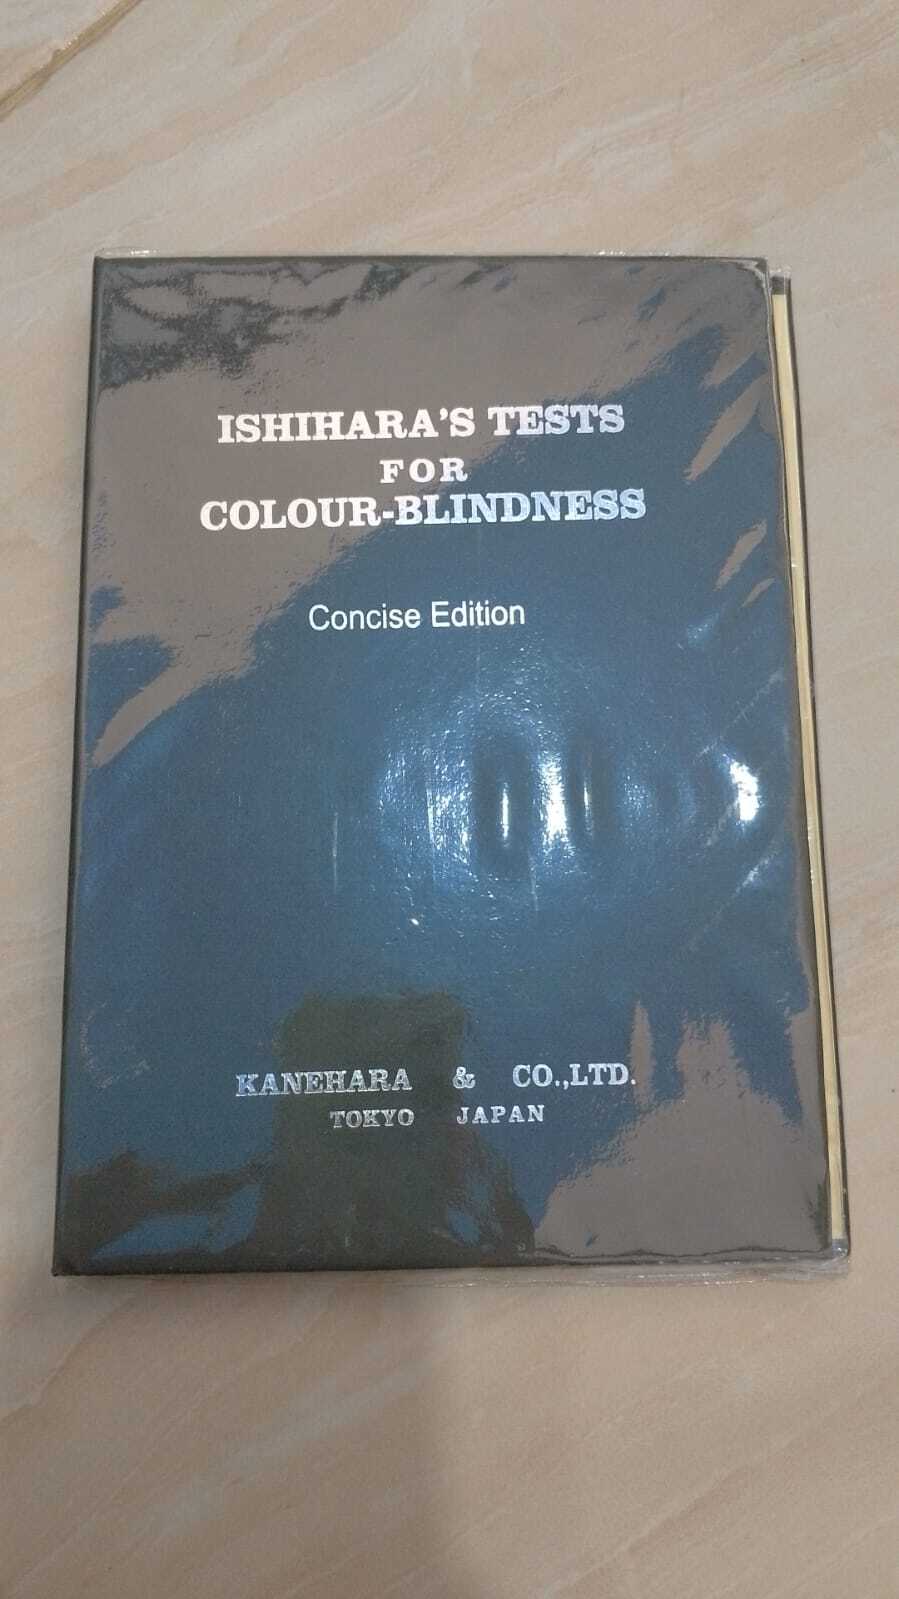 ISHIHARA'S TESTS
FOR
COLOUR-BLINDNESS
Concise Edition
KANEHARA & CO.,LTD.
TOKYO JAPAN